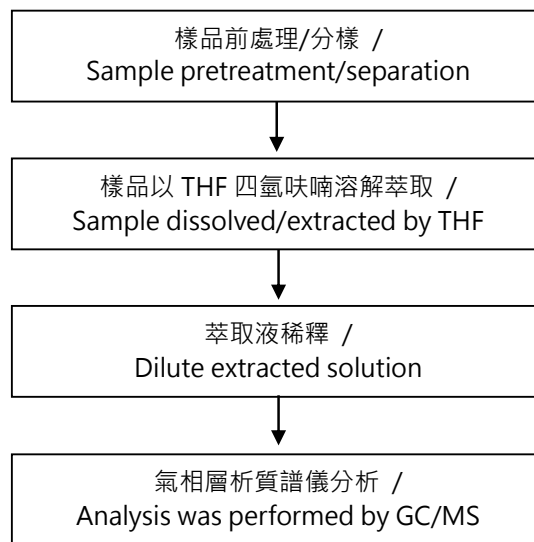 樣品前處理/分樣 /
Sample pretreatment/separation
樣品以 THF 四氫呋喃溶解萃取 /
Sample dissolved/extracted by THF
萃取液稀釋 /
Dilute extracted solution
氣相層析質譜儀分析 /
Analysis was performed by GC/MS